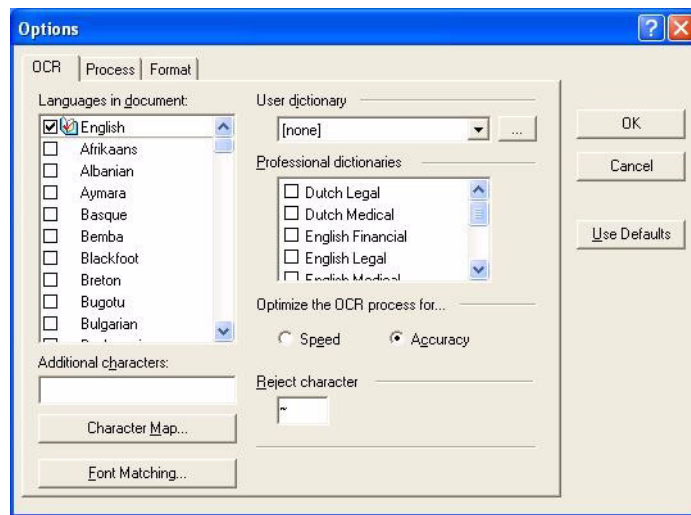 Options
OCR
Process
Format
Languages in document:
English
Afrikaans
Albanian
Aymara
Basque
Bemba
Blackfoot
Breton
Bugotu
Bulgarian
Additional characters:
Character Map...
Font Matching...
User dictionary
[none]
...
Professional dictionaries
Dutch Legal
Dutch Medical
English Financial
English Legal
English Medical
Optimize the OCR process for...
Speed
Accuracy
Reject character
~
OK
Cancel
Use Defaults